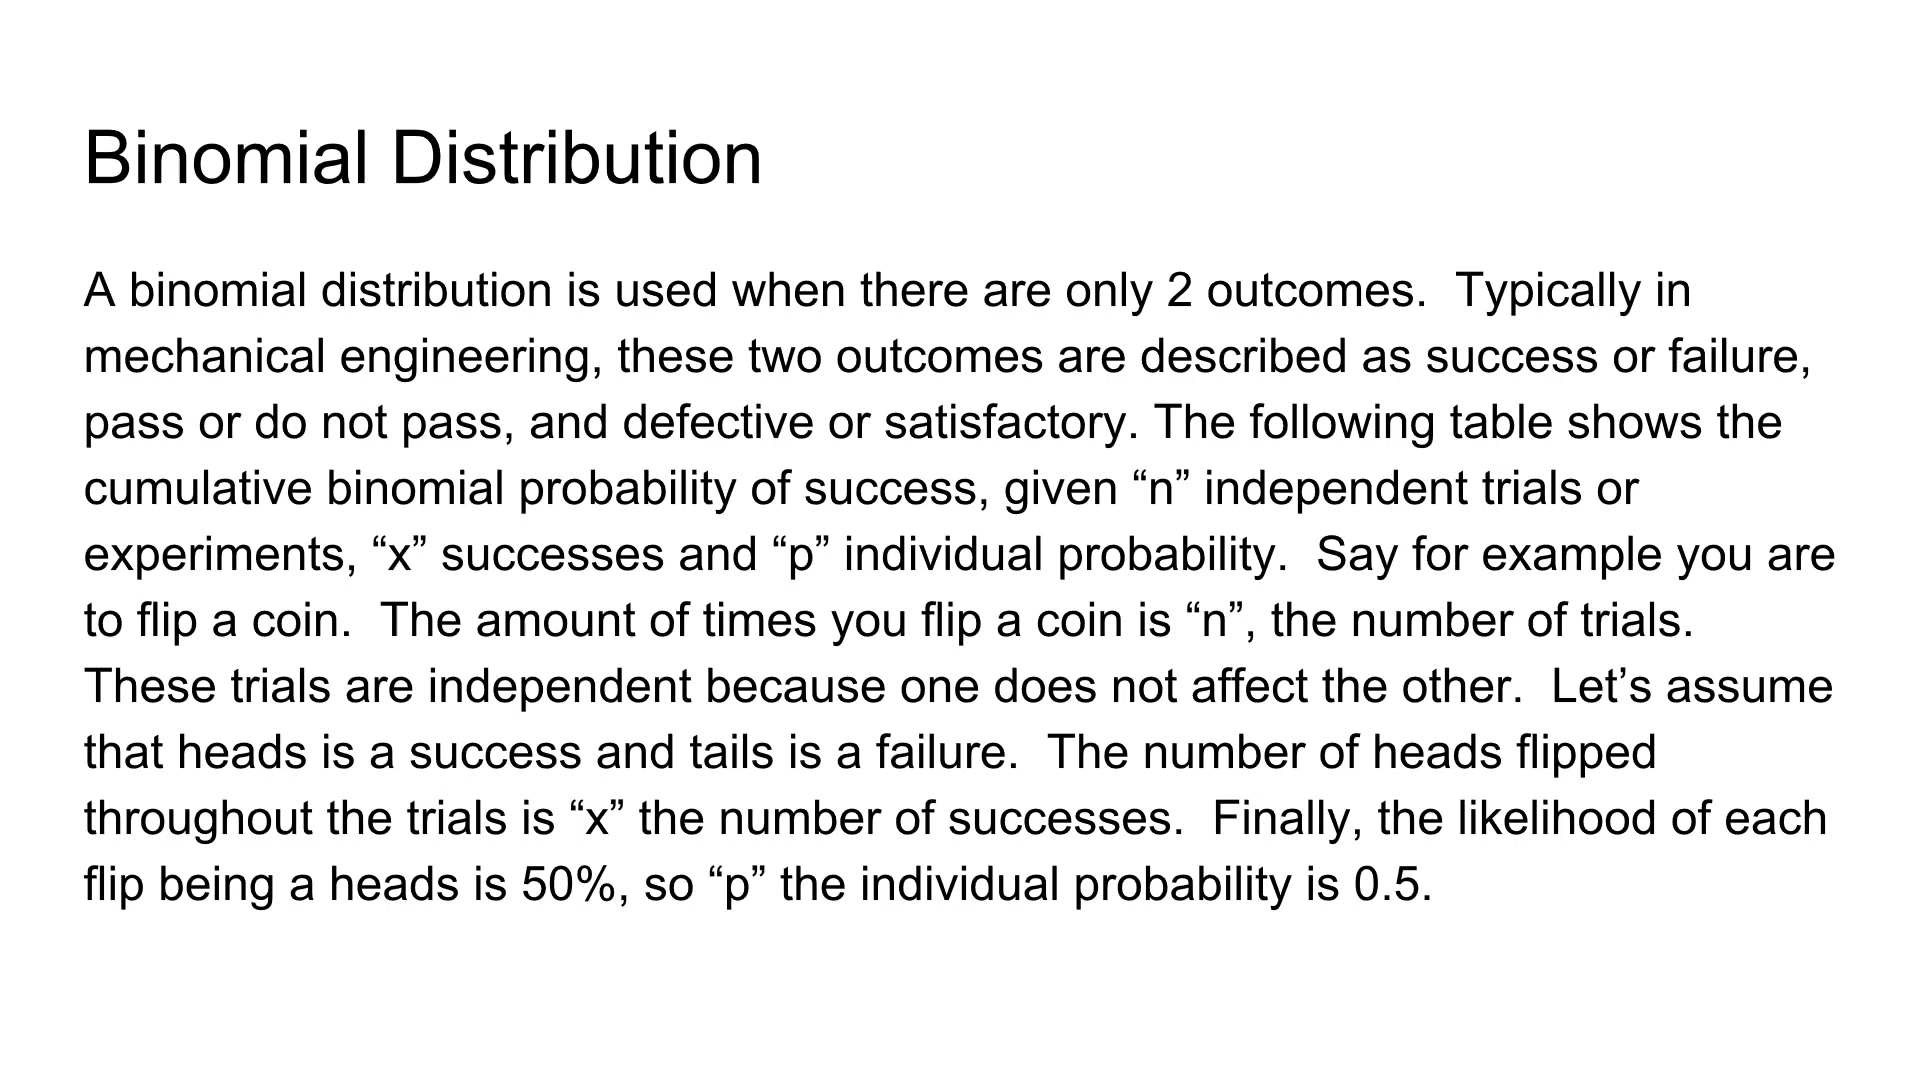 Binomial Distribution
A binomial distribution is used when there are only 2 outcomes.  Typically in
mechanical engineering, these two outcomes are described as success or failure,
pass or do not pass, and defective or satisfactory. The following table shows the
cumulative binomial probability of success, given “n” independent trials or
experiments, “x” successes and “p” individual probability.  Say for example you are
to flip a coin.  The amount of times you flip a coin is “n”, the number of trials.
These trials are independent because one does not affect the other.  Let’s assume
that heads is a success and tails is a failure.  The number of heads flipped
throughout the trials is “x” the number of successes.  Finally, the likelihood of each
flip being a heads is 50%, so “p” the individual probability is 0.5.